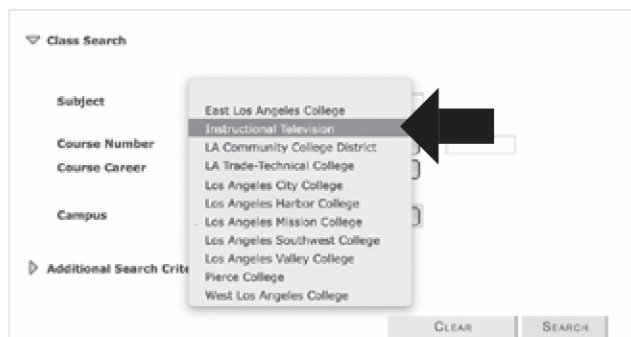 Class Search
Subject
East Los Angeles College
Instructional Television
Course Number
LA Community College District
Course Career
LA Trade-Technical College
Los Angeles City College
Los Angeles Harbor College
Campus
Los Angeles Mission College
Los Angeles Southwest College
Los Angeles Valley College
Additional Search Crite
Pierce College
West Los Angeles College
CLEAR
SEARCH